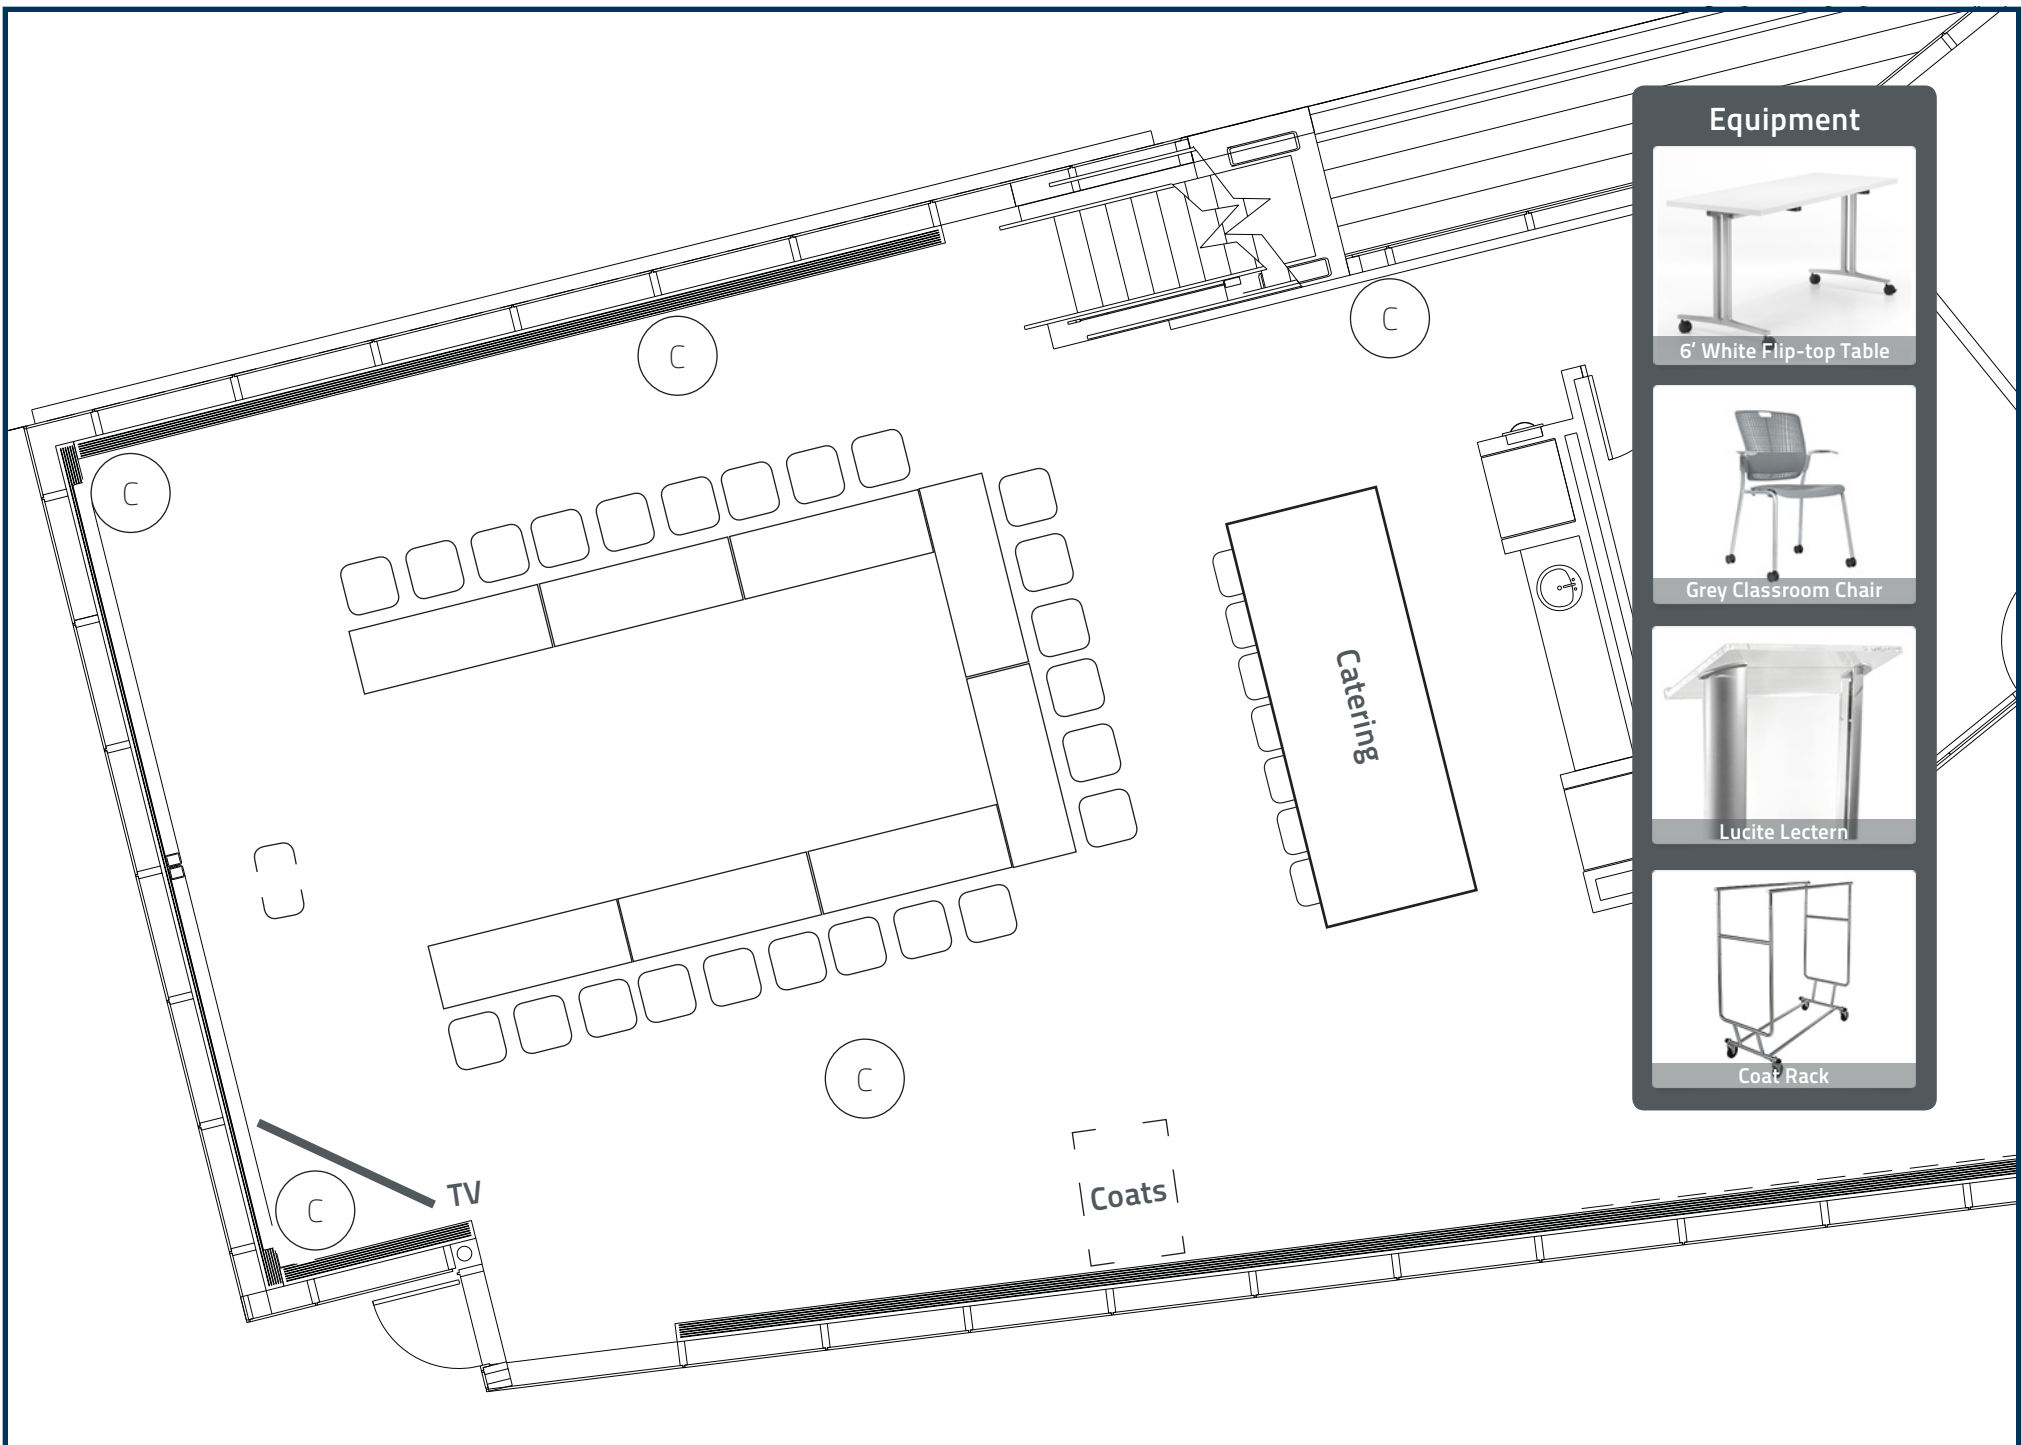 Equipment
6' White Flip-top Table
C
C
C
Grey Classroom Chair
Catering
Lucite Lectern
C
Coat Rack
TV
Coats
C